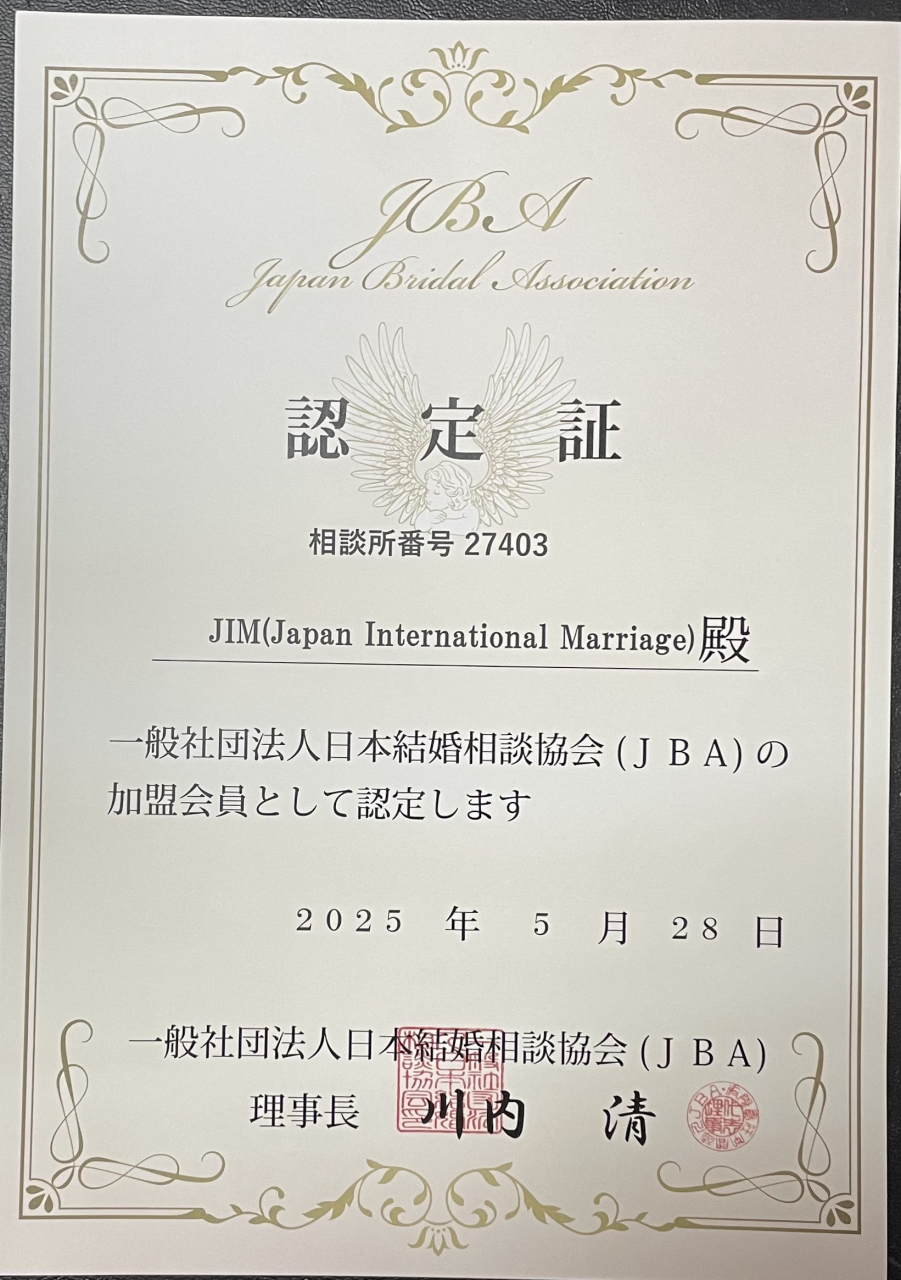 JBA
Japan Bridal Association
認定証
相談所番号 27403
JIM(Japan International Marriage)殿
一般社団法人日本結婚相談協会(ＪＢＡ)の
加盟会員として認定します
２０２５ 年 ５ 月 ２８ 日
一般社団法人日本結婚相談協会(ＪＢＡ)
理事長 川内 清